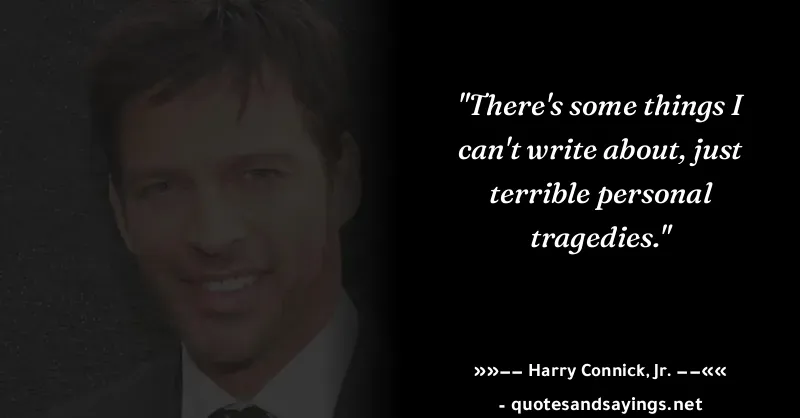 "There's some things I
can't write about, just
terrible personal
tragedies."
»»−− Harry Connick, Jr. −−««
- quotesandsayings.net